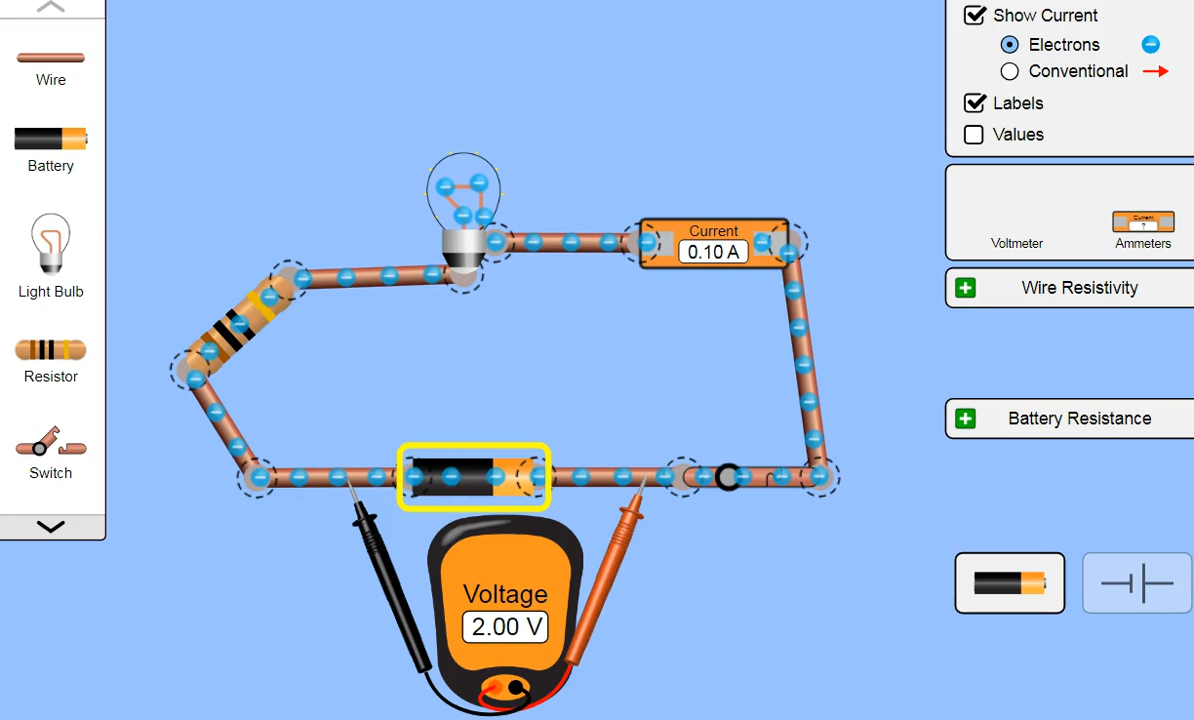 Wire
Battery
Light Bulb
Resistor
Switch
Current
0.10 A
Voltage
2.00 V
Show Current
Electrons
Conventional
Labels
Values
Voltmeter
Current
?
Ammeters
Wire Resistivity
Battery Resistance